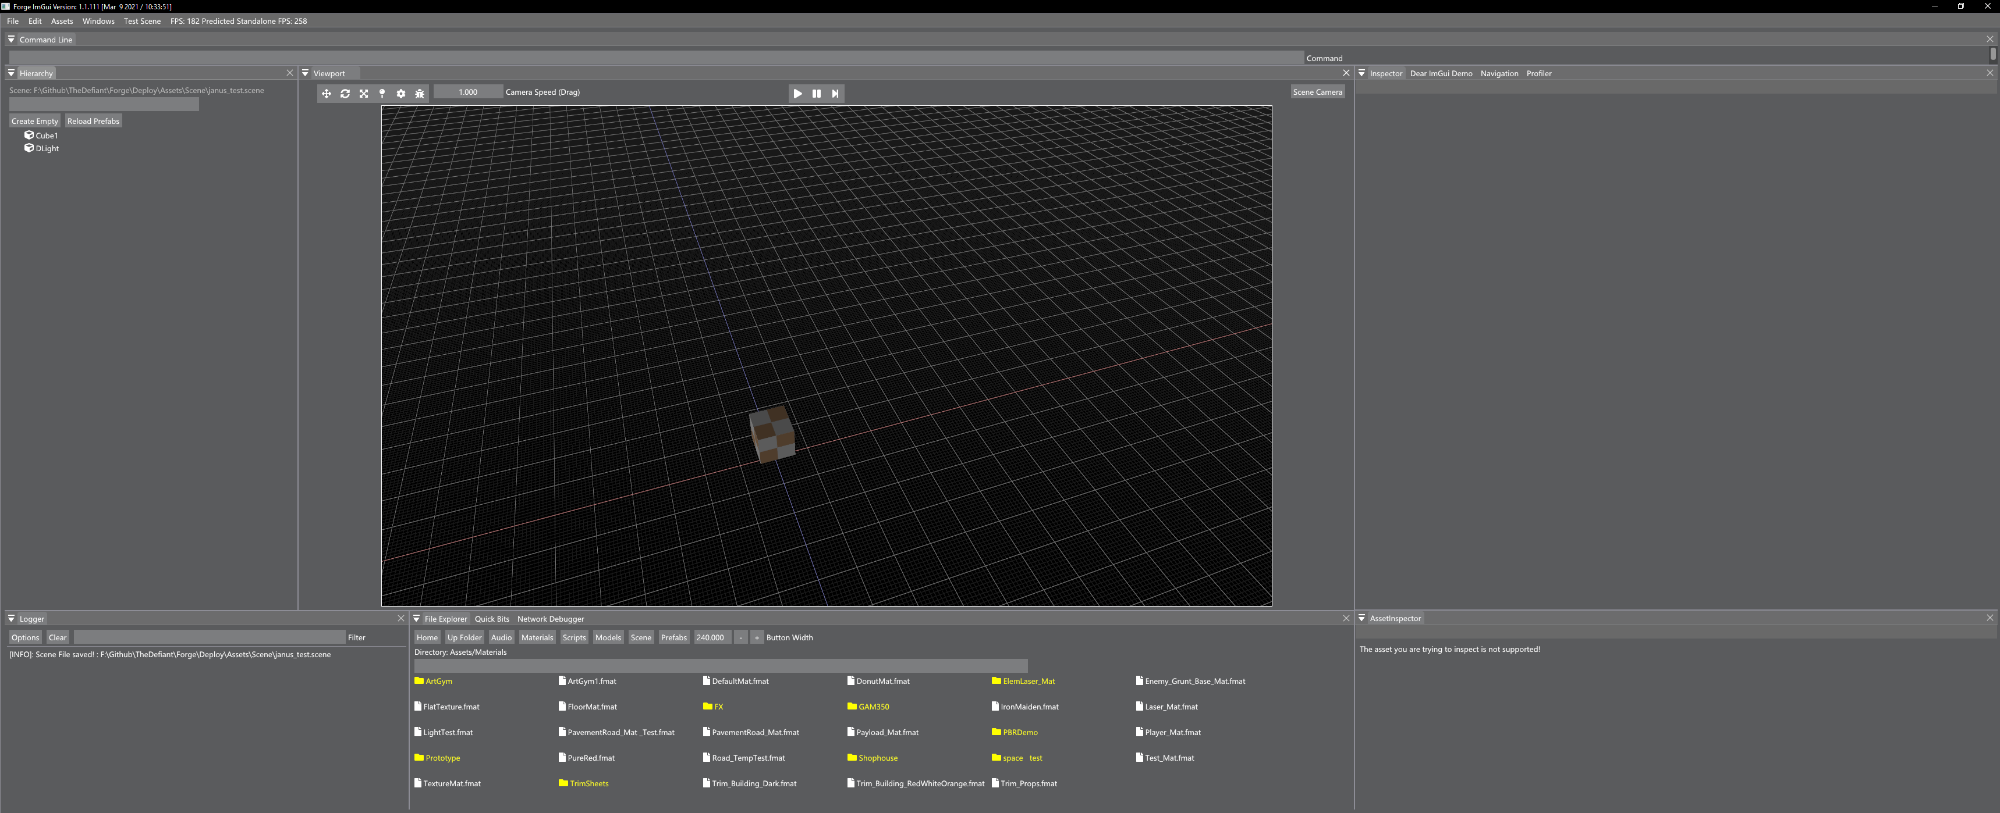 Forge ImGui Version: 1.1.111 [Mar 9 2021 / 10:33:51]
File Edit Assets Windows Test Scene FPS: 182 Predicted Standalone FPS: 258
Command Line
Command
Hierarchy
Scene: F:\Github\TheDefiant\Forge\Deploy\Assets\Scene\janus_test.scene
Create Empty Reload Prefabs
Cube1
DLight
Viewport
1.000 Camera Speed (Drag)
Scene Camera
Inspector Dear ImGui Demo Navigation Profiler
Logger
Options Clear Filter
[INFO]: Scene File saved! : F:\Github\TheDefiant\Forge\Deploy\Assets\Scene\janus_test.scene
File Explorer Quick Bits Network Debugger
Home Up Folder Audio Materials Scripts Models Scene Prefabs 240.000 - + Button Width
Directory: Assets/Materials
ArtGym ArtGym1.fmat DefaultMat.fmat DonutMat.fmat ElemLaser_Mat Enemy_Grunt_Base_Mat.fmat
FlatTexture.fmat FloorMat.fmat FX GAM350 IronMaiden.fmat Laser_Mat.fmat
LightTest.fmat PavementRoad_Mat _Test.fmat PavementRoad_Mat.fmat Payload_Mat.fmat PBRDemo Player_Mat.fmat
Prototype PureRed.fmat Road_TempTest.fmat Shophouse space test Test_Mat.fmat
TextureMat.fmat TrimSheets Trim_Building_Dark.fmat Trim_Building_RedWhiteOrange.fmat Trim_Props.fmat
AssetInspector
The asset you are trying to inspect is not supported!